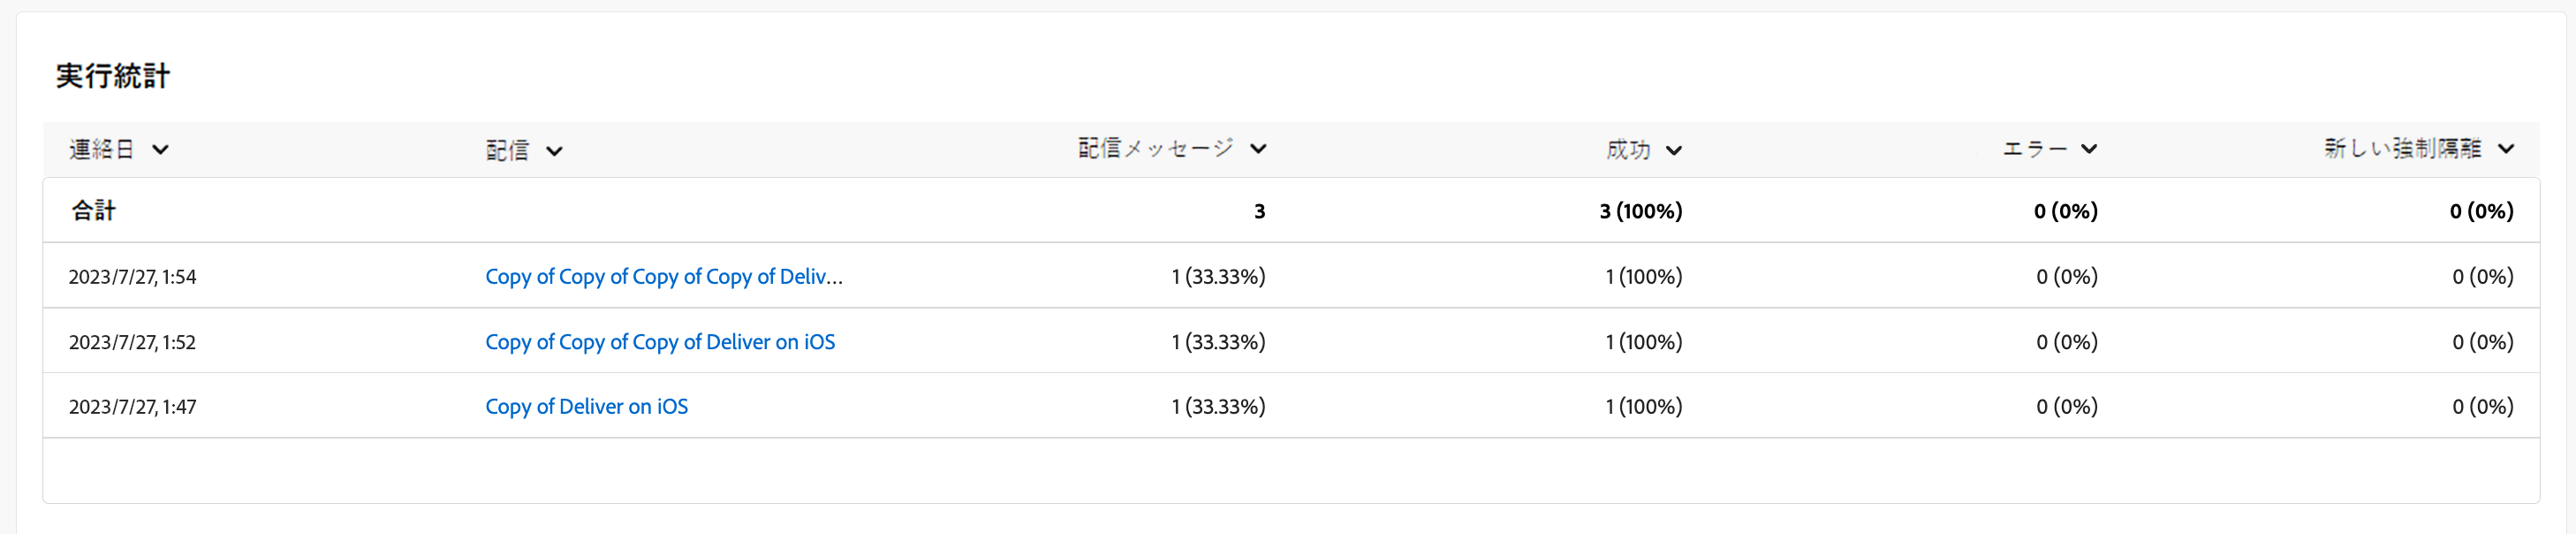 実行統計
連絡日 配信 配信メッセージ 成功 エラー 新しい強制隔離
合計 3 3 (100%) 0 (0%) 0 (0%)
2023/7/27, 1:54 Copy of Copy of Copy of Copy of Deliv... 1 (33.33%) 1 (100%) 0 (0%) 0 (0%)
2023/7/27, 1:52 Copy of Copy of Copy of Deliver on iOS 1 (33.33%) 1 (100%) 0 (0%) 0 (0%)
2023/7/27, 1:47 Copy of Deliver on iOS 1 (33.33%) 1 (100%) 0 (0%) 0 (0%)